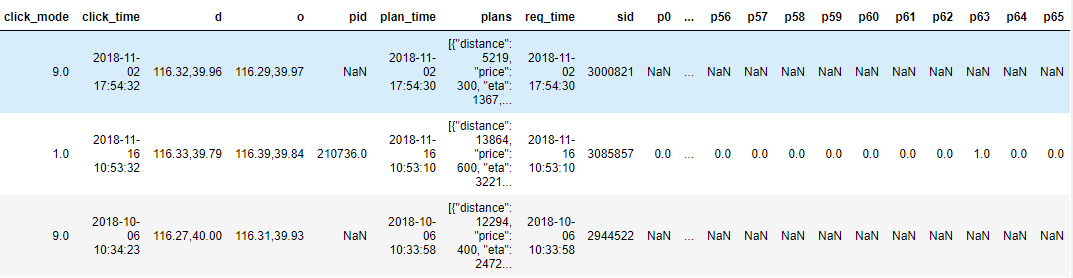 click_mode click_time d o pid plan_time plans req_time sid p0 ... p56 p57 p58 p59 p60 p61 p62 p63 p64 p65
[{"distance":
2018-11- 2018-11- 5219, 2018-11-
9.0 02 116.32,39.96 116.29,39.97 NaN 02 "price": 02 3000821 NaN ... NaN NaN NaN NaN NaN NaN NaN NaN NaN NaN
17:54:32 17:54:30 300, "eta": 17:54:30
1367,...
[{"distance":
2018-11- 2018-11- 13864, 2018-11-
1.0 16 116.33,39.79 116.39,39.84 210736.0 16 "price": 16 3085857 0.0 ... 0.0 0.0 0.0 0.0 0.0 0.0 0.0 1.0 0.0 0.0
10:53:32 10:53:10 600, "eta": 10:53:10
3221...
[{"distance":
2018-10- 2018-10- 12294, 2018-10-
9.0 06 116.27,40.00 116.31,39.93 NaN 06 "price": 06 2944522 NaN ... NaN NaN NaN NaN NaN NaN NaN NaN NaN NaN
10:34:23 10:33:58 400, "eta": 10:33:58
2472...